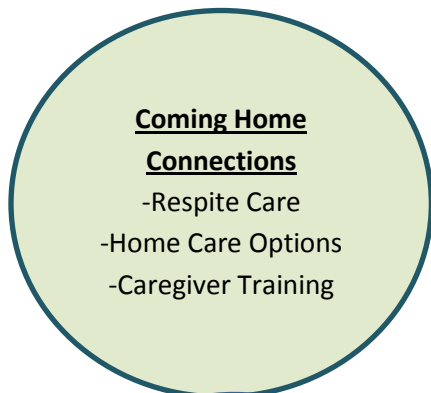 Coming Home
Connections
-Respite Care
-Home Care Options
-Caregiver Training